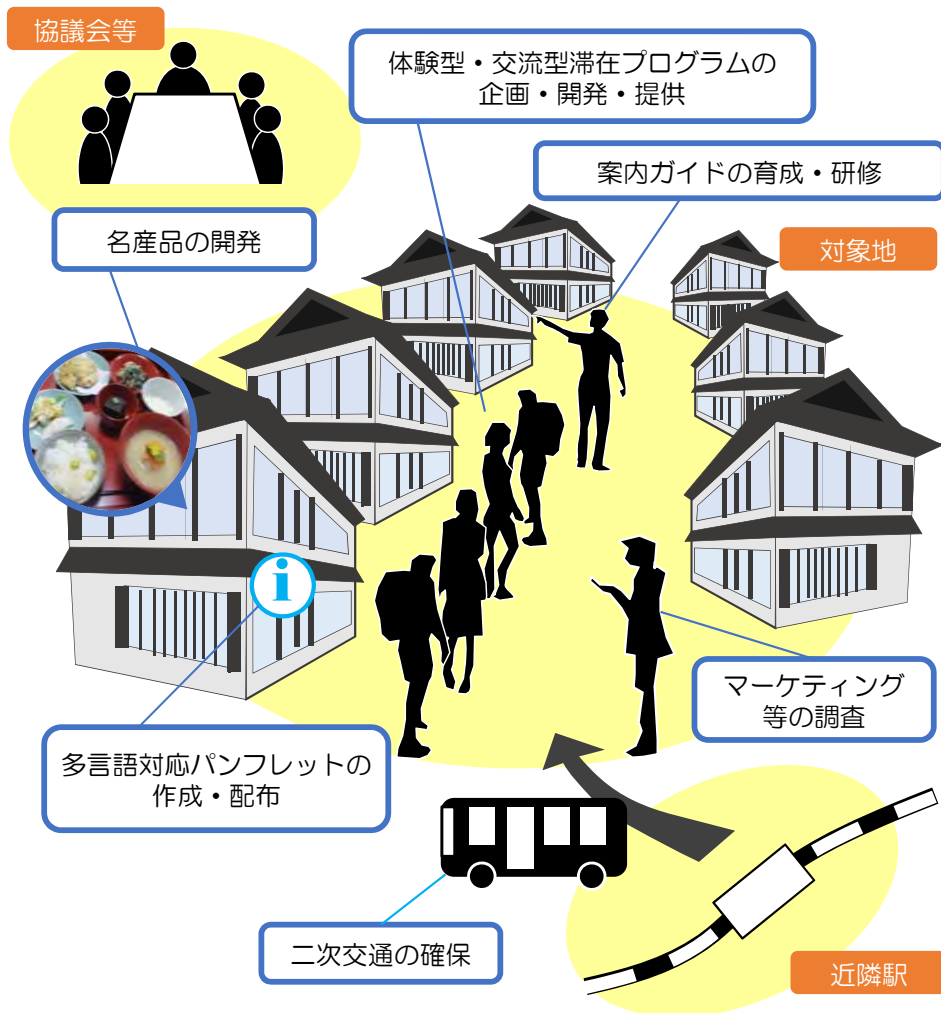 協議会等
体験型・交流型滞在プログラムの
企画・開発・提供
案内ガイドの育成・研修
名産品の開発
対象地
i
マーケティング
等の調査
多言語対応パンフレットの
作成・配布
二次交通の確保
近隣駅